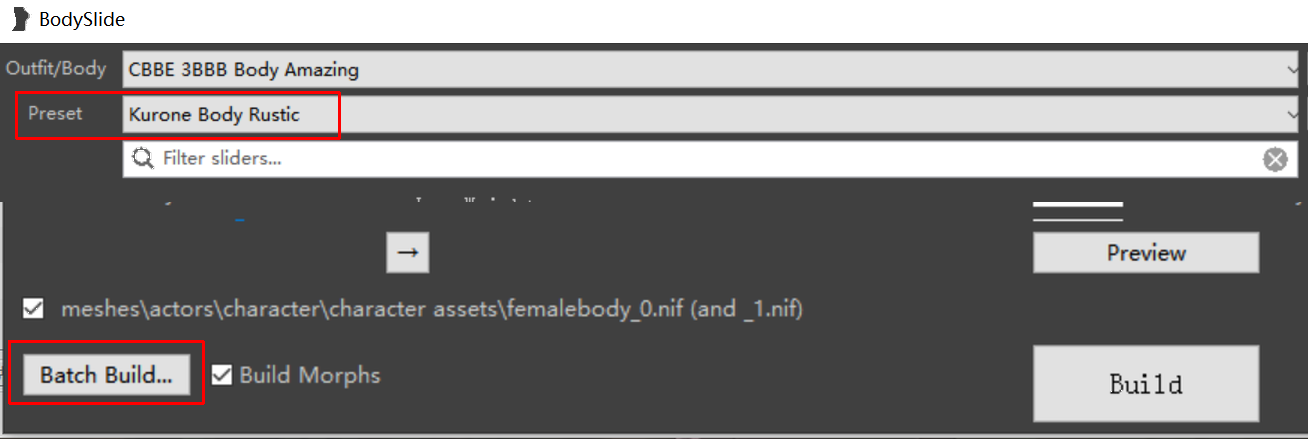 BodySlide
Outfit/Body CBBE 3BBB Body Amazing
Preset Kurone Body Rustic
Filter sliders...
→ Preview
meshes\actors\character\character assets\femalebody_0.nif (and _1.nif)
Batch Build... Build Morphs Build